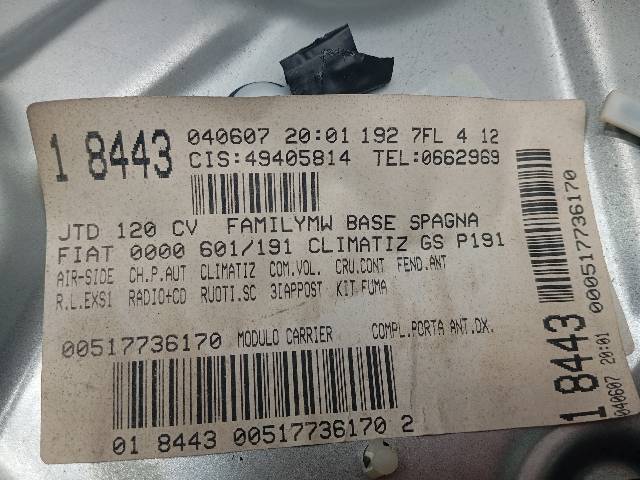 1 8443
040607 20:01 192 7FL 4 12
CIS:49405814 TEL:0662969
JTD 120 CV FAMILYMW BASE SPAGNA
FIAT 0000 601/191 CLIMATIZ GS P191
AIR-SIDE CH.P.AUT CLIMATIZ COM.VOL. CRU.CONT FEND.ANT
R.L.EXS1 RADIO+CD RUOTI.SC 3IAPPOST KIT FUMA
00517736170 MODULO CARRIER COMPL.PORTA ANT.DX.
01 8443 00517736170 2
1 8443
040607 20:01
000517736170